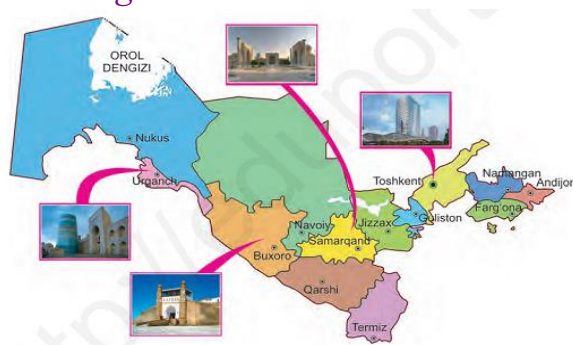 OROL
DENGIZI
Nukus
Urganch
Toshkent
Namangan
Andijon
Farg'ona
Guliston
Jizzax
Navoiy
Samarqand
Buxoro
Qarshi
Termiz